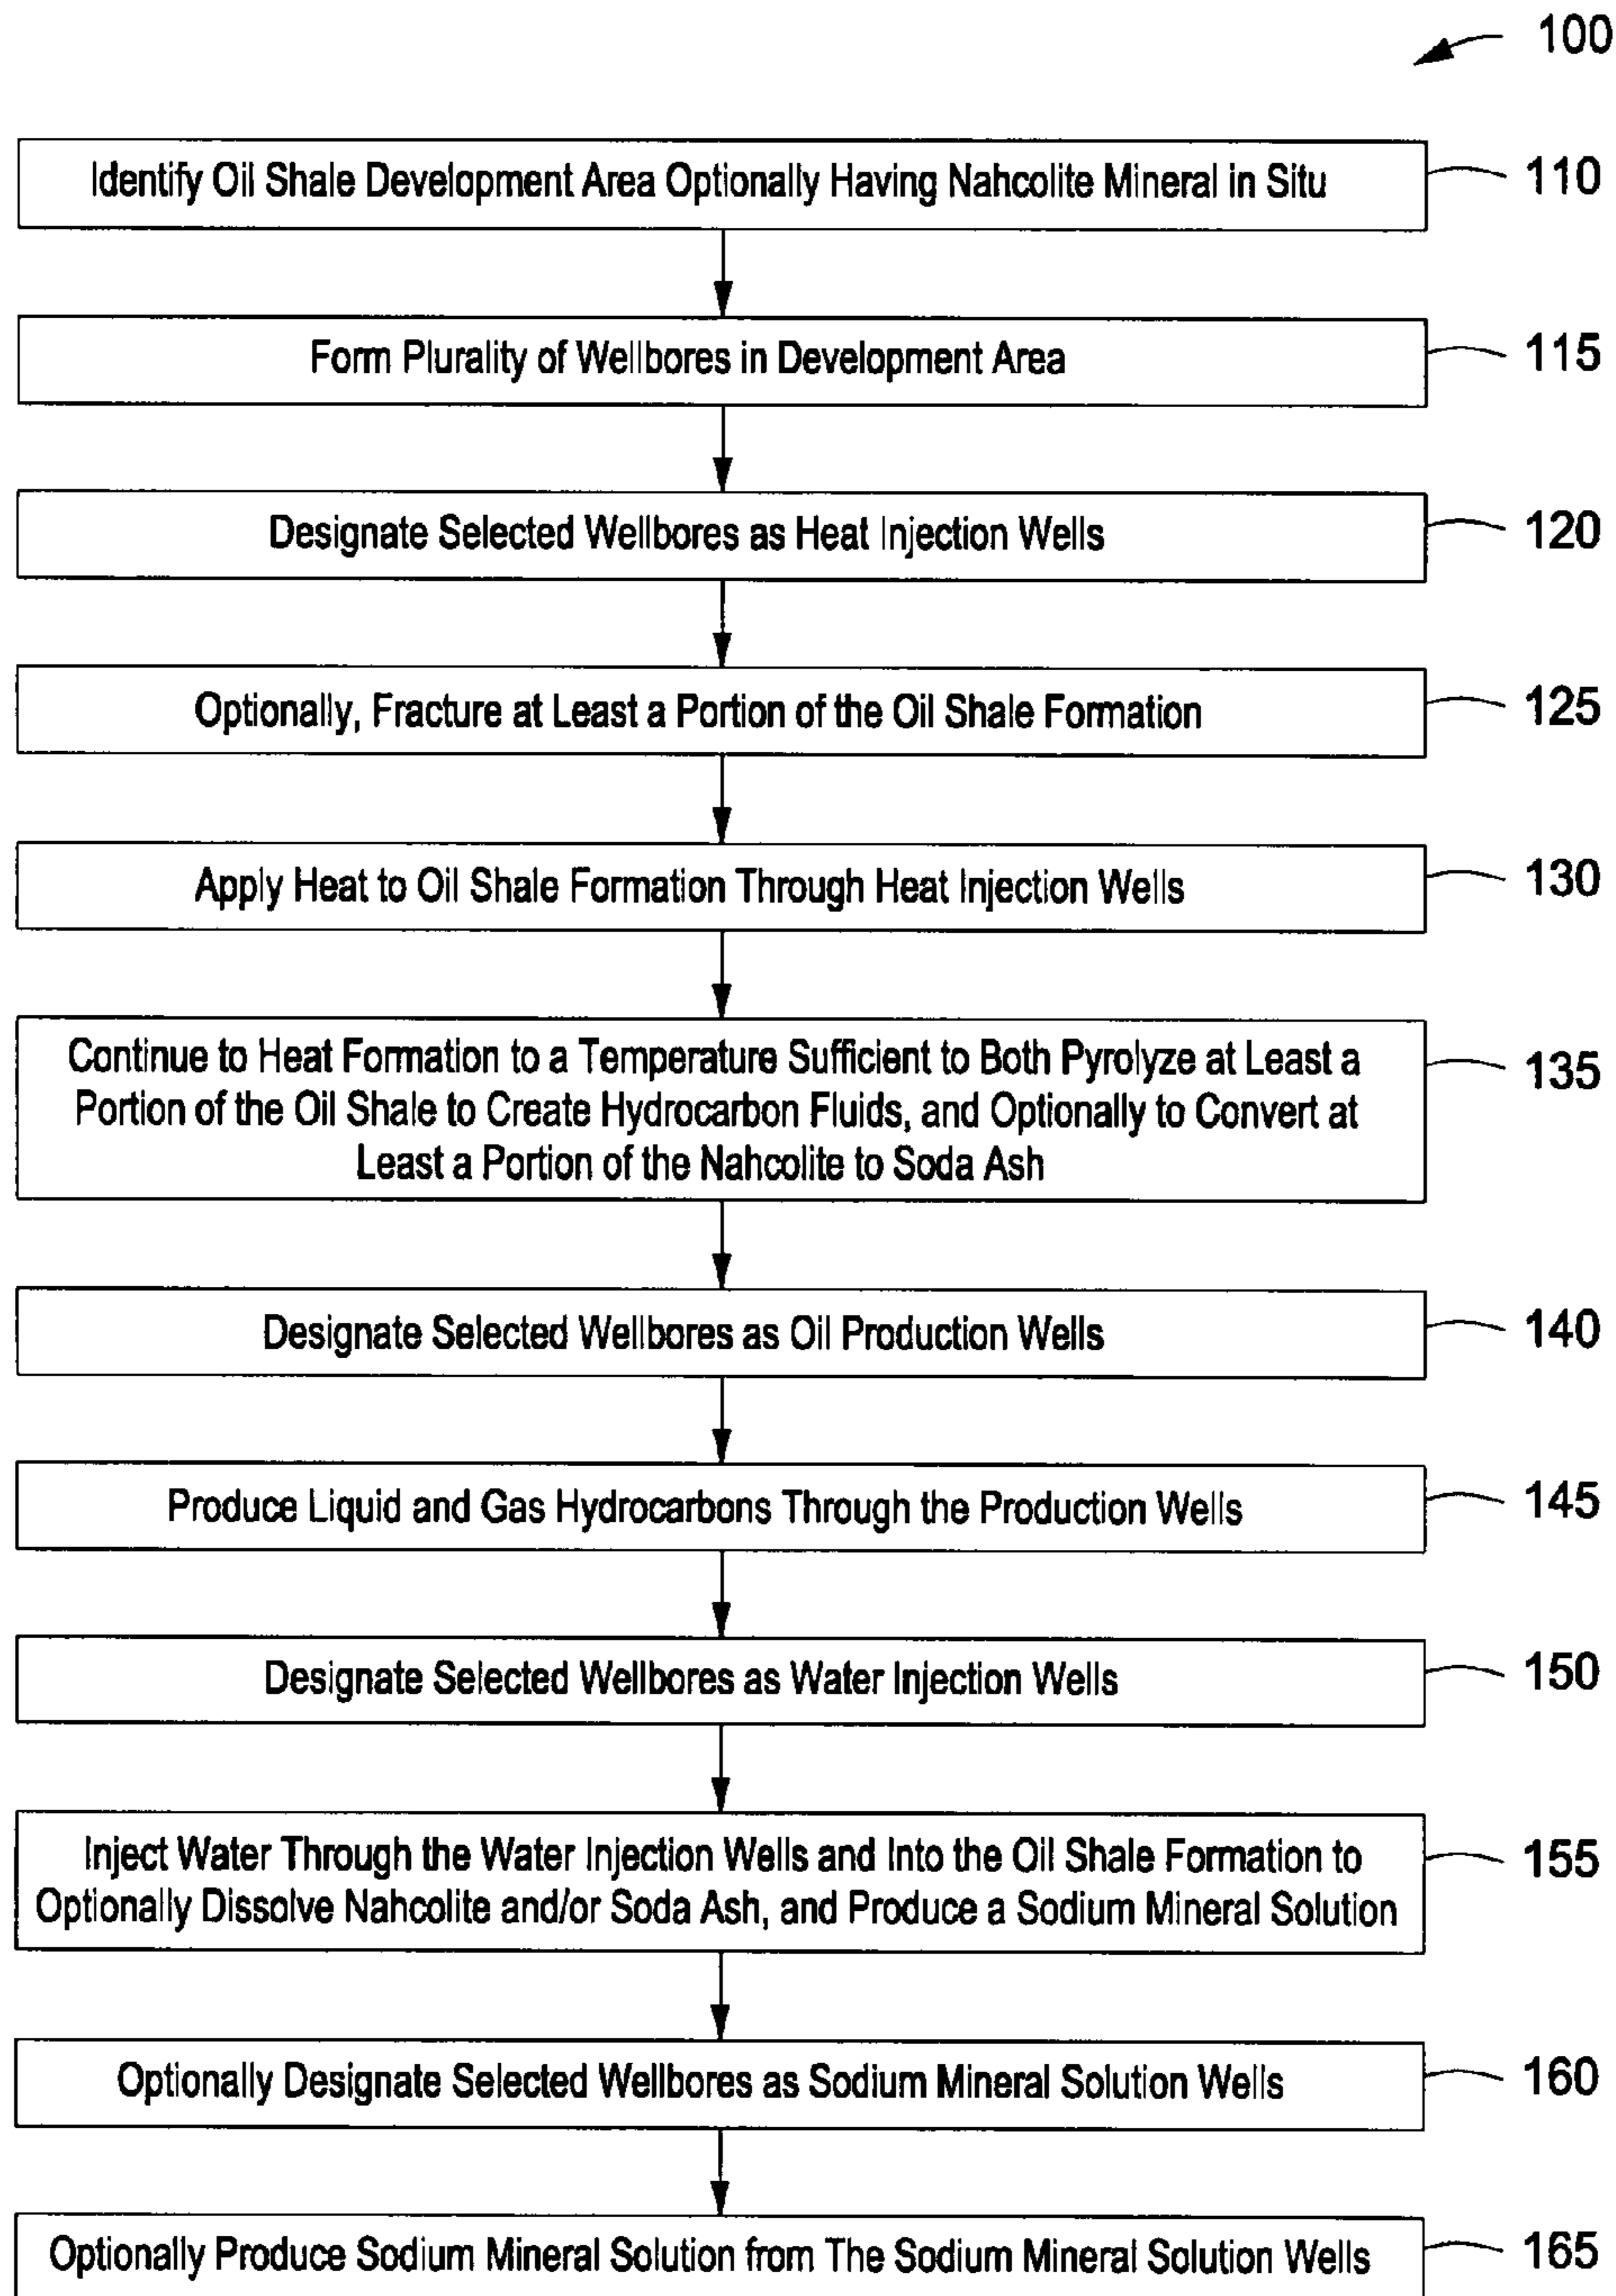 100
Identify Oil Shale Development Area Optionally Having Nahcolite Mineral in Situ
110
Form Plurality of Wellbores in Development Area
115
Designate Selected Wellbores as Heat Injection Wells
120
Optionally, Fracture at Least a Portion of the Oil Shale Formation
125
Apply Heat to Oil Shale Formation Through Heat Injection Wells
130
Continue to Heat Formation to a Temperature Sufficient to Both Pyrolyze at Least a
Portion of the Oil Shale to Create Hydrocarbon Fluids, and Optionally to Convert at
Least a Portion of the Nahcolite to Soda Ash
135
Designate Selected Wellbores as Oil Production Wells
140
Produce Liquid and Gas Hydrocarbons Through the Production Wells
145
Designate Selected Wellbores as Water Injection Wells
150
Inject Water Through the Water Injection Wells and Into the Oil Shale Formation to
Optionally Dissolve Nahcolite and/or Soda Ash, and Produce a Sodium Mineral Solution
155
Optionally Designate Selected Wellbores as Sodium Mineral Solution Wells
160
Optionally Produce Sodium Mineral Solution from The Sodium Mineral Solution Wells
165